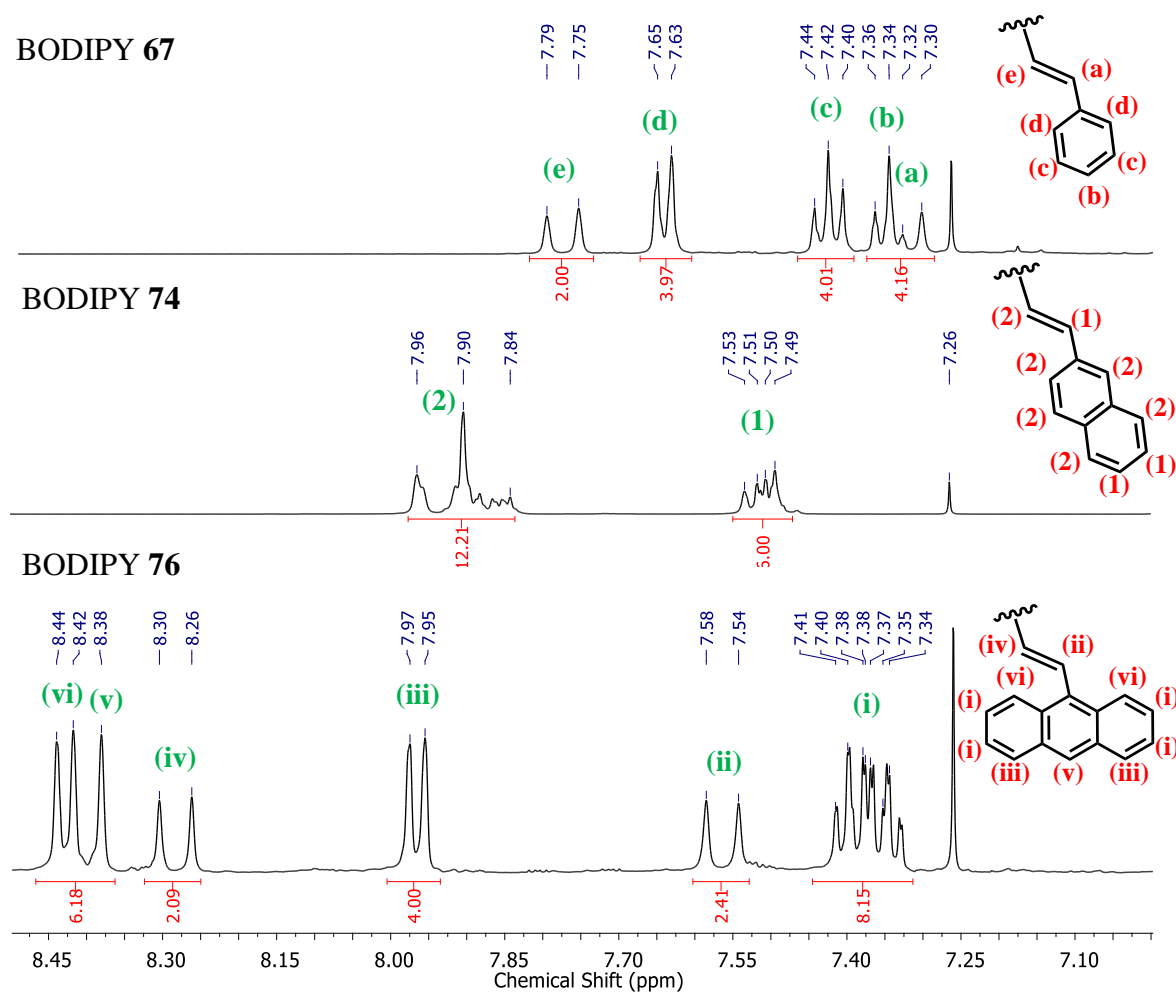 BODIPY 67
7.79
7.75
7.65
7.63
7.44
7.42
7.40
7.36
7.34
7.32
7.30
(e)
(d)
(c)
(b)
(a)
2.00
3.97
4.01
4.16
(e)
(a)
(d)
(d)
(c)
(c)
(b)
BODIPY 74
7.96
7.90
7.84
7.53
7.51
7.50
7.49
7.26
(2)
(1)
12.21
6.00
(2)
(1)
(2)
(2)
(2)
(2)
(2)
(1)
(1)
BODIPY 76
8.44
8.42
8.38
8.30
8.26
7.97
7.95
7.58
7.54
7.41
7.40
7.38
7.38
7.37
7.35
7.34
(vi)
(v)
(iv)
(iii)
(ii)
(i)
6.18
2.09
4.00
2.41
8.15
(iv)
(ii)
(vi)
(vi)
(i)
(i)
(i)
(i)
(iii)
(v)
(iii)
8.45
8.30
8.15
8.00
7.85
7.70
7.55
7.40
7.25
7.10
Chemical Shift (ppm)